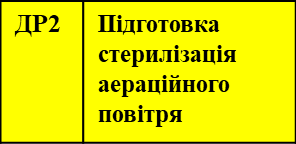 ДР2 Підготовка
стерилізація
аераційного
повітря